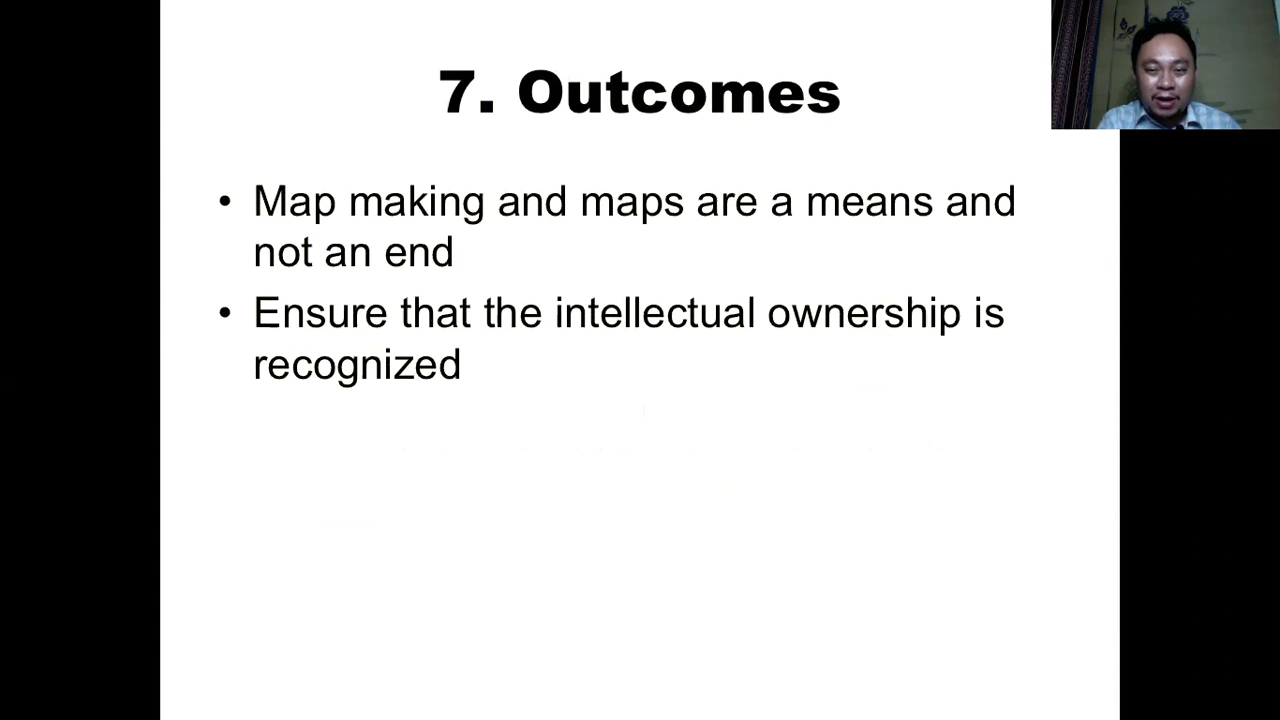 7. Outcomes
• Map making and maps are a means and
not an end
• Ensure that the intellectual ownership is
recognized